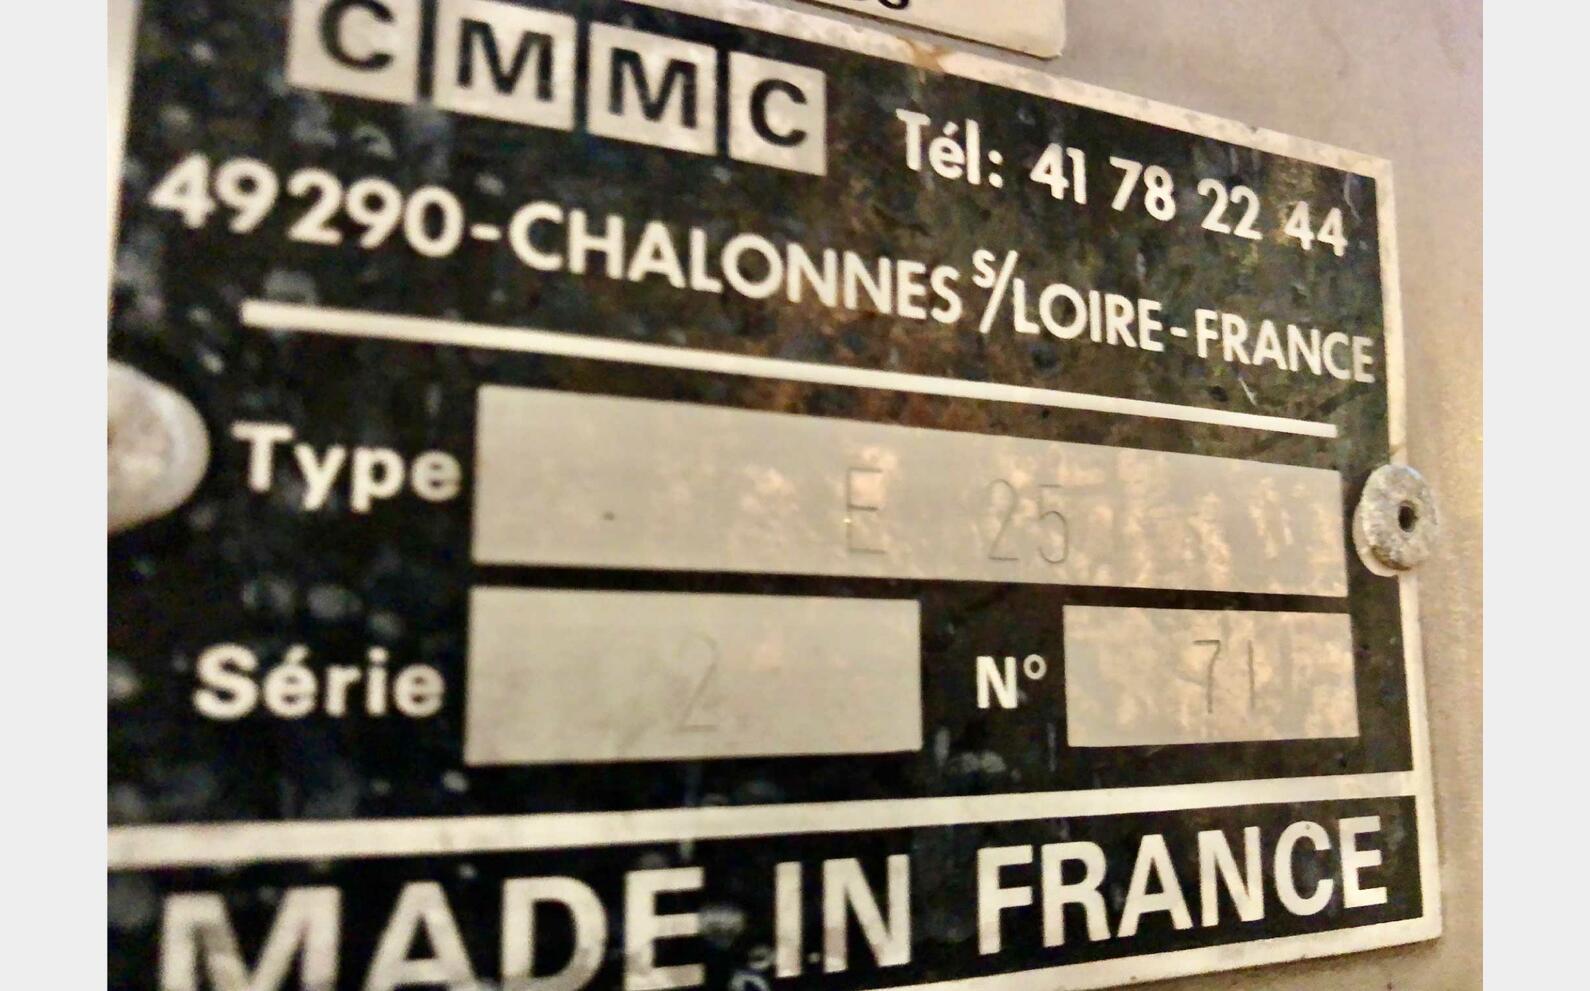 CMMC
Tél: 41 78 22 44
49290-CHALONNES S/LOIRE-FRANCE
Type E 25
Série 2 N° 71
MADE IN FRANCE